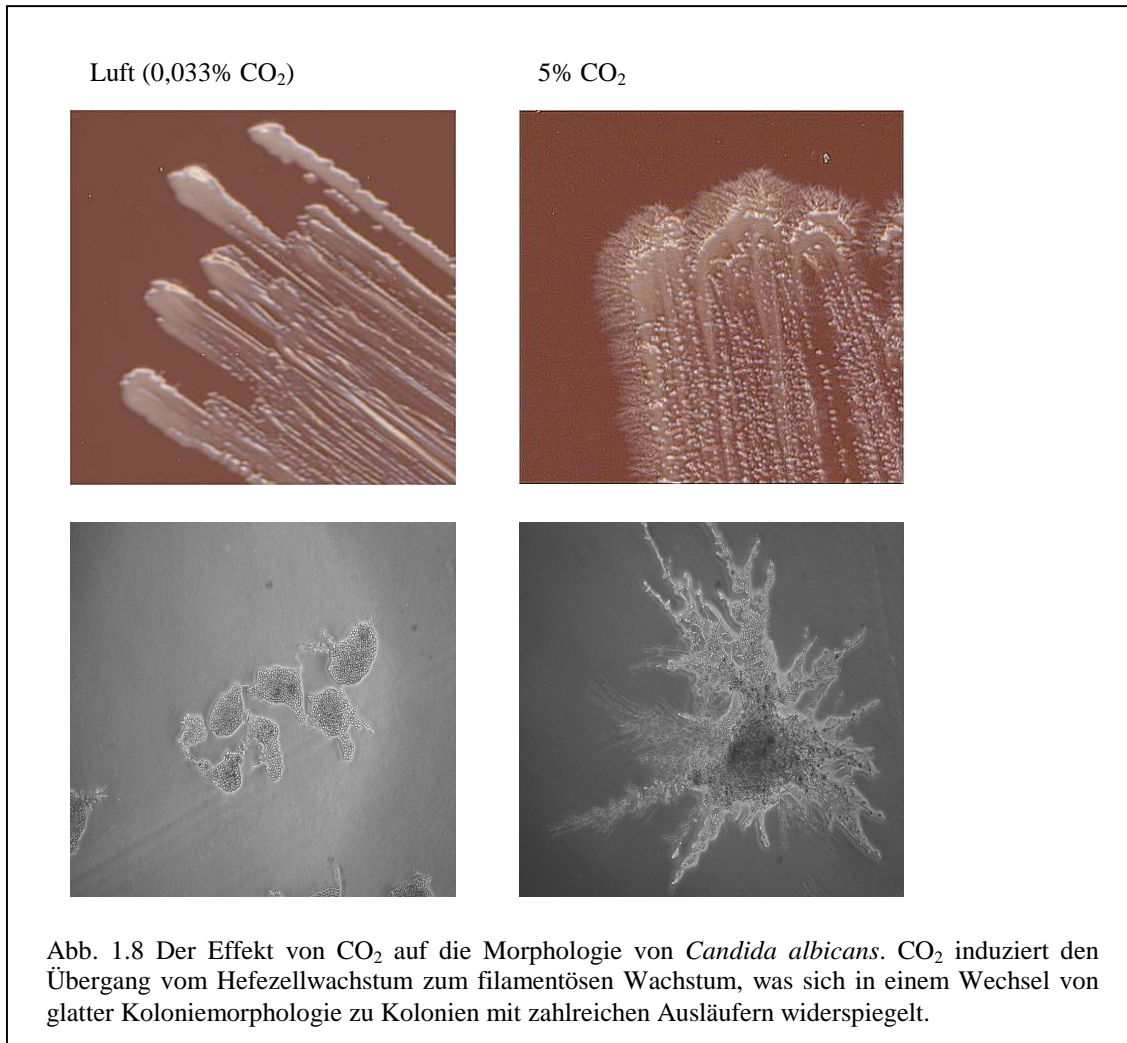 Luft (0,033% CO₂) 5% CO₂
Abb. 1.8 Der Effekt von CO₂ auf die Morphologie von Candida albicans. CO₂ induziert den
Übergang vom Hefezellwachstum zum filamentösen Wachstum, was sich in einem Wechsel von
glatter Koloniemorphologie zu Kolonien mit zahlreichen Ausläufern widerspiegelt.